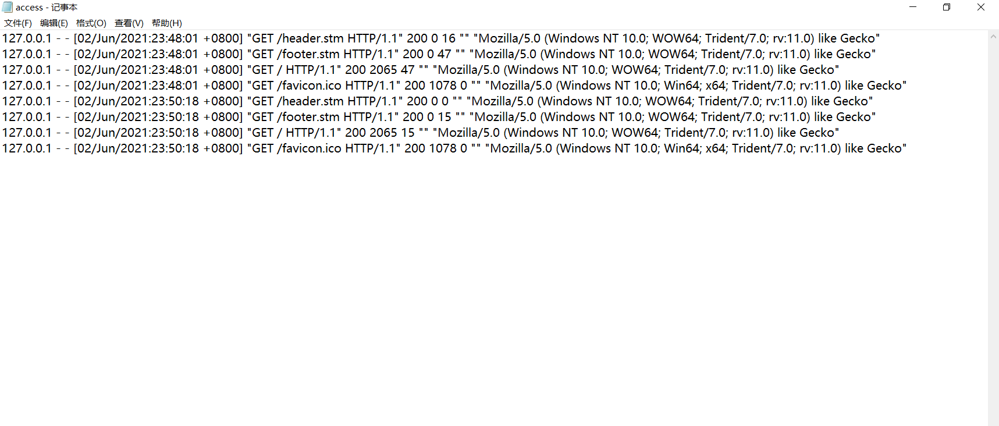 access - 记事本
文件(F) 编辑(E) 格式(O) 查看(V) 帮助(H)
127.0.0.1 - - [02/Jun/2021:23:48:01 +0800] "GET /header.stm HTTP/1.1" 200 0 16 "" "Mozilla/5.0 (Windows NT 10.0; WOW64; Trident/7.0; rv:11.0) like Gecko"
127.0.0.1 - - [02/Jun/2021:23:48:01 +0800] "GET /footer.stm HTTP/1.1" 200 0 47 "" "Mozilla/5.0 (Windows NT 10.0; WOW64; Trident/7.0; rv:11.0) like Gecko"
127.0.0.1 - - [02/Jun/2021:23:48:01 +0800] "GET / HTTP/1.1" 200 2065 47 "" "Mozilla/5.0 (Windows NT 10.0; WOW64; Trident/7.0; rv:11.0) like Gecko"
127.0.0.1 - - [02/Jun/2021:23:48:01 +0800] "GET /favicon.ico HTTP/1.1" 200 1078 0 "" "Mozilla/5.0 (Windows NT 10.0; Win64; x64; Trident/7.0; rv:11.0) like Gecko"
127.0.0.1 - - [02/Jun/2021:23:50:18 +0800] "GET /header.stm HTTP/1.1" 200 0 0 "" "Mozilla/5.0 (Windows NT 10.0; WOW64; Trident/7.0; rv:11.0) like Gecko"
127.0.0.1 - - [02/Jun/2021:23:50:18 +0800] "GET /footer.stm HTTP/1.1" 200 0 15 "" "Mozilla/5.0 (Windows NT 10.0; WOW64; Trident/7.0; rv:11.0) like Gecko"
127.0.0.1 - - [02/Jun/2021:23:50:18 +0800] "GET / HTTP/1.1" 200 2065 15 "" "Mozilla/5.0 (Windows NT 10.0; WOW64; Trident/7.0; rv:11.0) like Gecko"
127.0.0.1 - - [02/Jun/2021:23:50:18 +0800] "GET /favicon.ico HTTP/1.1" 200 1078 0 "" "Mozilla/5.0 (Windows NT 10.0; Win64; x64; Trident/7.0; rv:11.0) like Gecko"